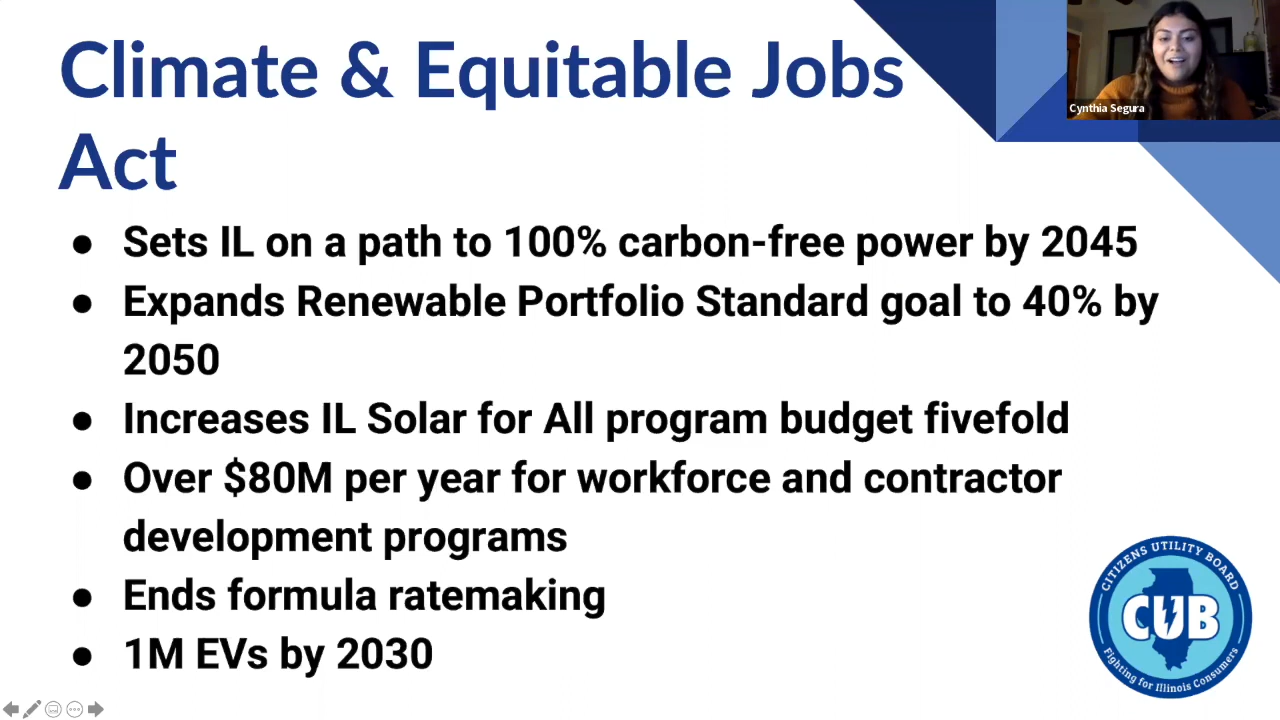 Climate & Equitable Jobs
Act
Cynthia Segura
● Sets IL on a path to 100% carbon-free power by 2045
● Expands Renewable Portfolio Standard goal to 40% by
2050
● Increases IL Solar for All program budget fivefold
● Over $80M per year for workforce and contractor
development programs
● Ends formula ratemaking
● 1M EVs by 2030
CITIZENS UTILITY BOARD
CUB
Fighting for Illinois Consumers